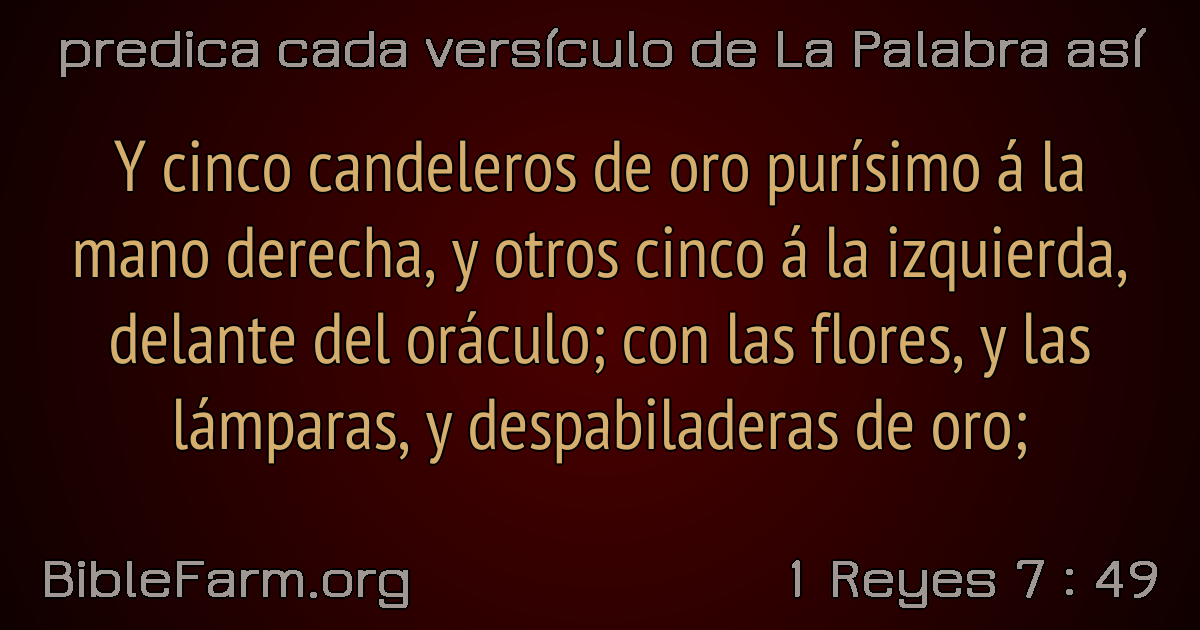 predica cada versículo de La Palabra así
Y cinco candeleros de oro purísimo á la
mano derecha, y otros cinco á la izquierda,
delante del oráculo; con las flores, y las
lámparas, y despabiladeras de oro;
BibleFarm.org
1 Reyes 7 : 49